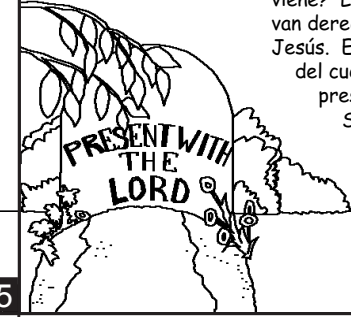 viene?
van dere
Jesús. E
del cue
pres
S
PRESENT WITH
THE
LORD
5